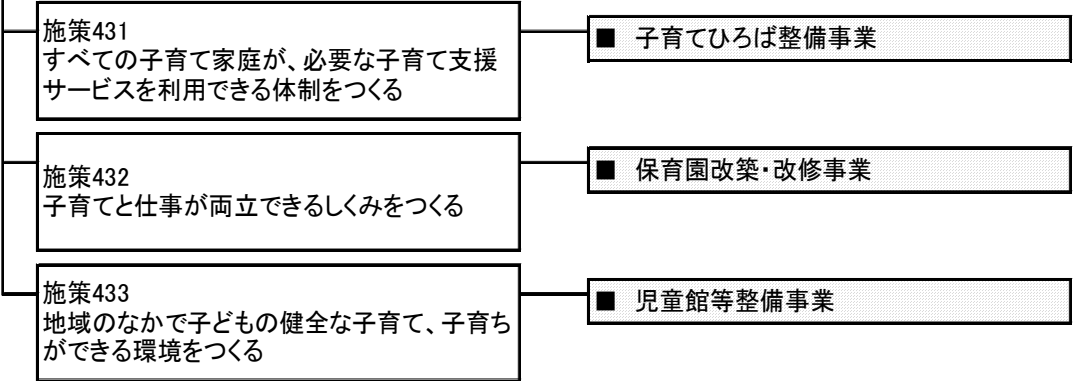 施策431
すべての子育て家庭が、必要な子育て支援
サービスを利用できる体制をつくる
■ 子育てひろば整備事業
施策432
子育てと仕事が両立できるしくみをつくる
■ 保育園改築・改修事業
施策433
地域のなかで子どもの健全な子育て、子育ち
ができる環境をつくる
■ 児童館等整備事業